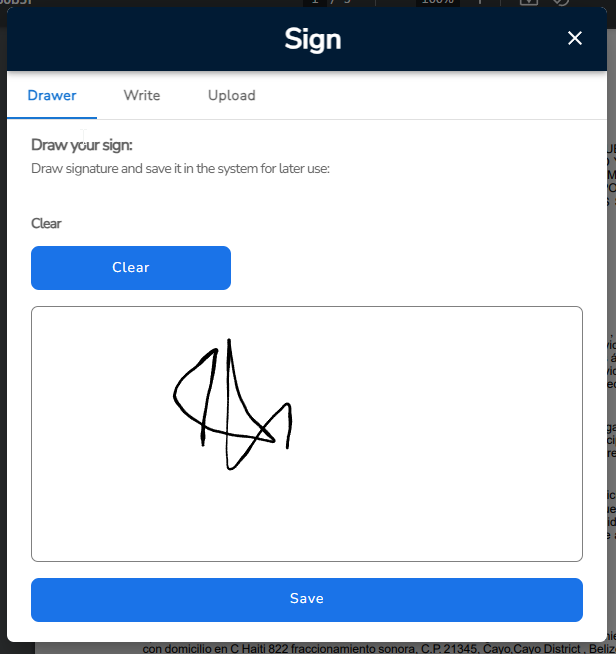 Sign
Drawer Write Upload
Draw your sign:
Draw signature and save it in the system for later use:
Clear
Clear
Save
con domicilio en C Haiti 822 fraccionamiento sonora, C.P. 21345, Cayo,Cayo District , Beliz